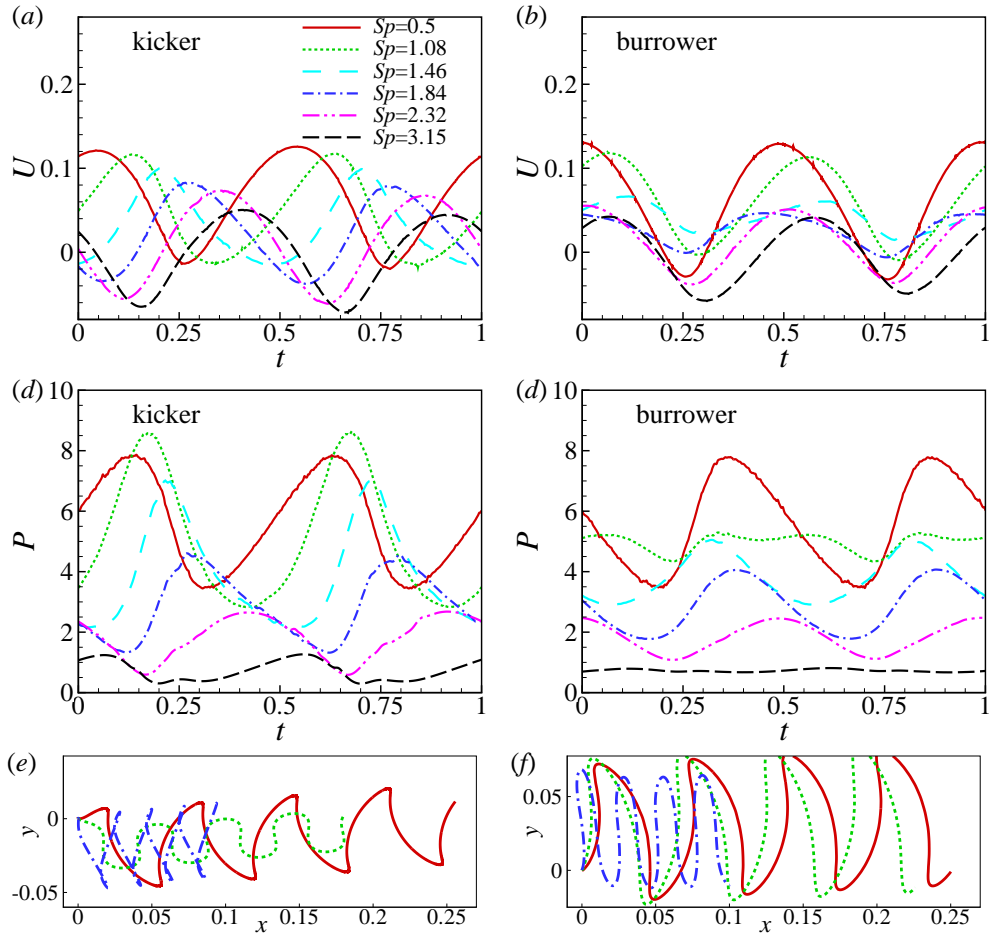 (a)
kicker
Sp=0.5
Sp=1.08
Sp=1.46
Sp=1.84
Sp=2.32
Sp=3.15
U
0.2
0.1
0
0 0.25 0.5 0.75 1
t
(b)
burrower
U
0.2
0.1
0
0 0.25 0.5 0.75 1
t
(d)
kicker
P
10
8
6
4
2
0
0 0.25 0.5 0.75 1
t
(d)
burrower
P
10
8
6
4
2
0
0 0.25 0.5 0.75 1
t
(e)
y
0
-0.05
0 0.05 0.1 0.15 0.2 0.25
x
(f)
y
0.05
0
0 0.05 0.1 0.15 0.2 0.25
x